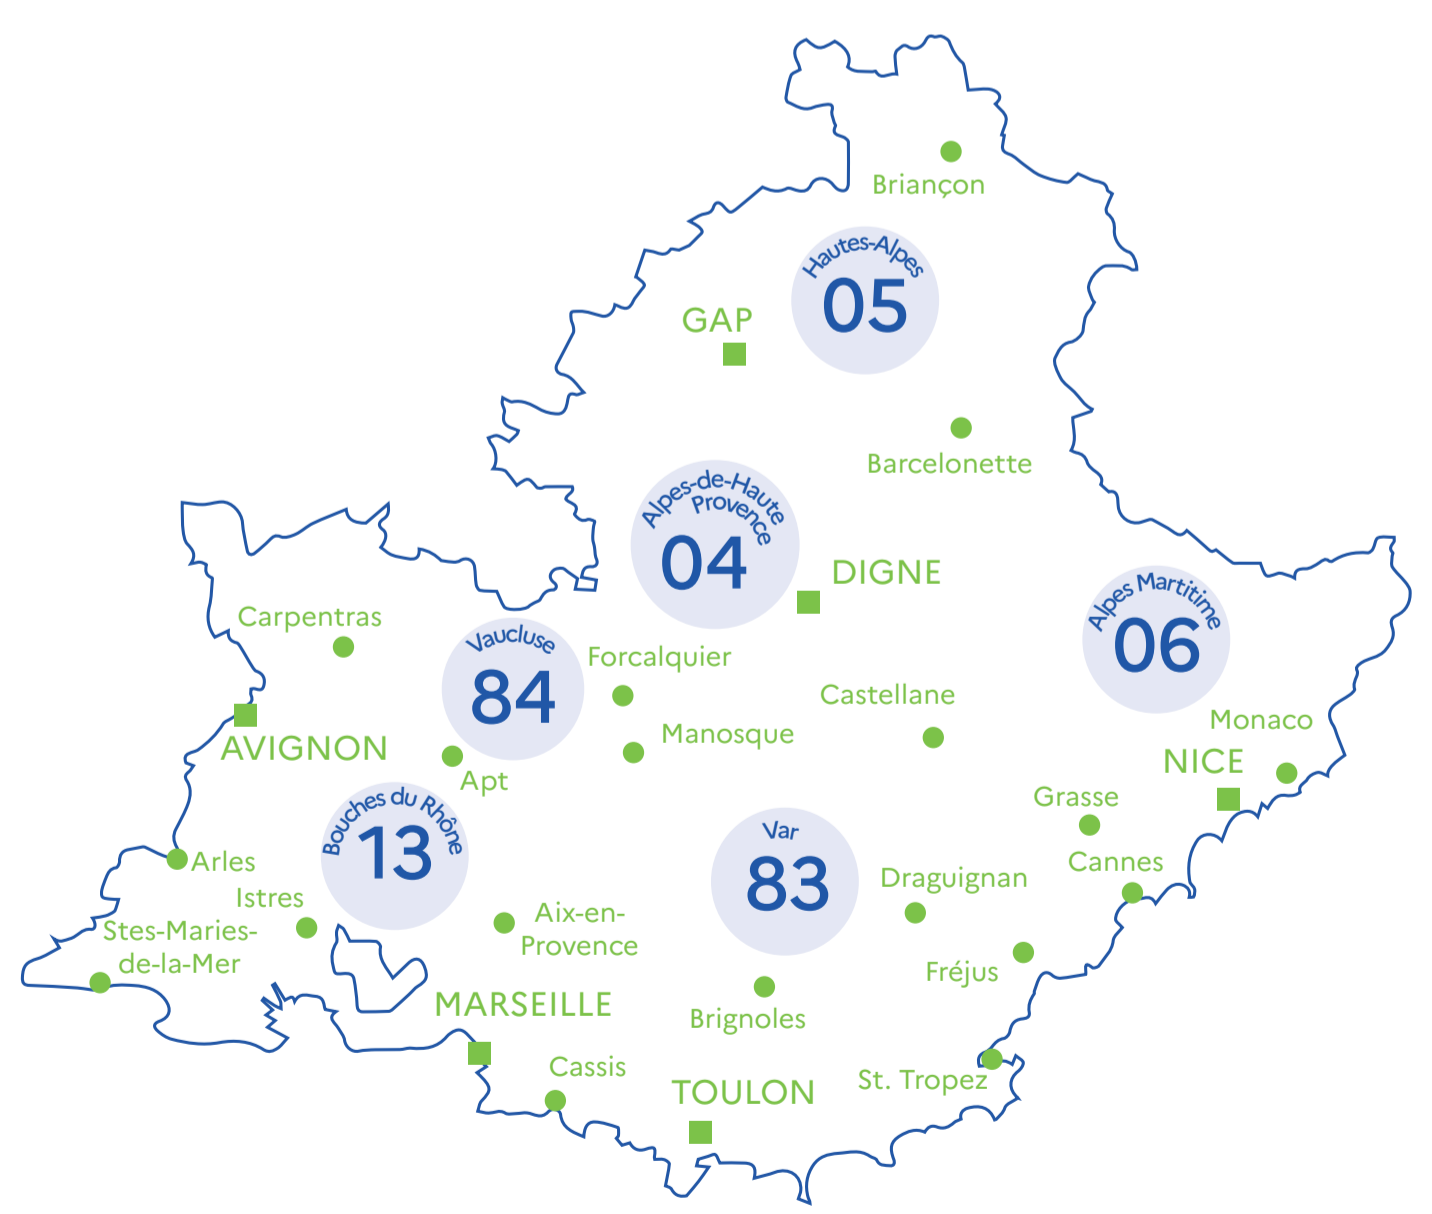 Briançon
Hautes-Alpes
05
GAP
Barcelonette
Alpes-de-Haute
Provence
04
DIGNE
Alpes Martitime
06
Carpentras
Vaucluse
84
Forcalquier
Castellane
Manosque
Monaco
AVIGNON
NICE
Apt
Grasse
Bouches du Rhône
13
Var
83
Arles
Cannes
Draguignan
Istres
Aix-en-
Provence
Stes-Maries-
de-la-Mer
Fréjus
MARSEILLE
Brignoles
Cassis
St. Tropez
TOULON